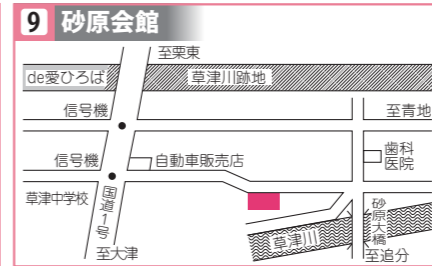 9 砂原会館
至栗東
de愛ひろば
草津川跡地
信号機
至青地
信号機
自動車販売店
歯科
医院
草津中学校
国道1号
砂原大橋
草津川
至大津
至追分